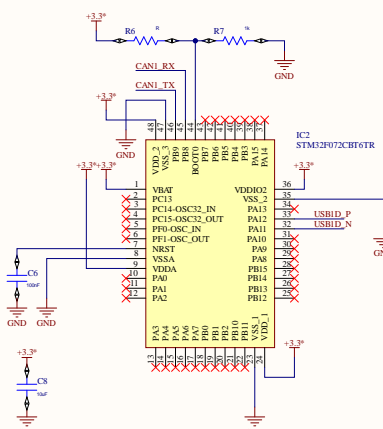 +3.3*
R6
R
R7
1k
GND
CAN1_RX
CAN1_TX
+3.3*
GND
48
47
46
45
44
43
42
41
40
39
38
37
VDD_2
VSS_3
PB9
PB8
BOOT0
PB7
PB6
PB5
PB4
PB3
PA15
PA14
IC2
STM32F072CBT6TR
+3.3*
+3.3*
+3.3*
1 VBAT VDDIO2 36
2 PC13 VSS_2 35
3 PC14-OSC32_IN PA13 34
4 PC15-OSC32_OUT PA12 33 USB1D_P
5 PF0-OSC_IN PA11 32 USB1D_N
6 PF1-OSC_OUT PA10 31
7 NRST PA9 30
8 VSSA PA8 29
9 VDDA PB15 28
10 PA0 PB14 27
11 PA1 PB13 26
12 PA2 PB12 25
C6
100nF
GND
GND
PA3
PA4
PA5
PA6
PA7
PB0
PB1
PB2
PB10
PB11
VSS_1
VDD_1
13
14
15
16
17
18
19
20
21
22
23
24
+3.3*
+3.3*
C8
10uF
GND
GND